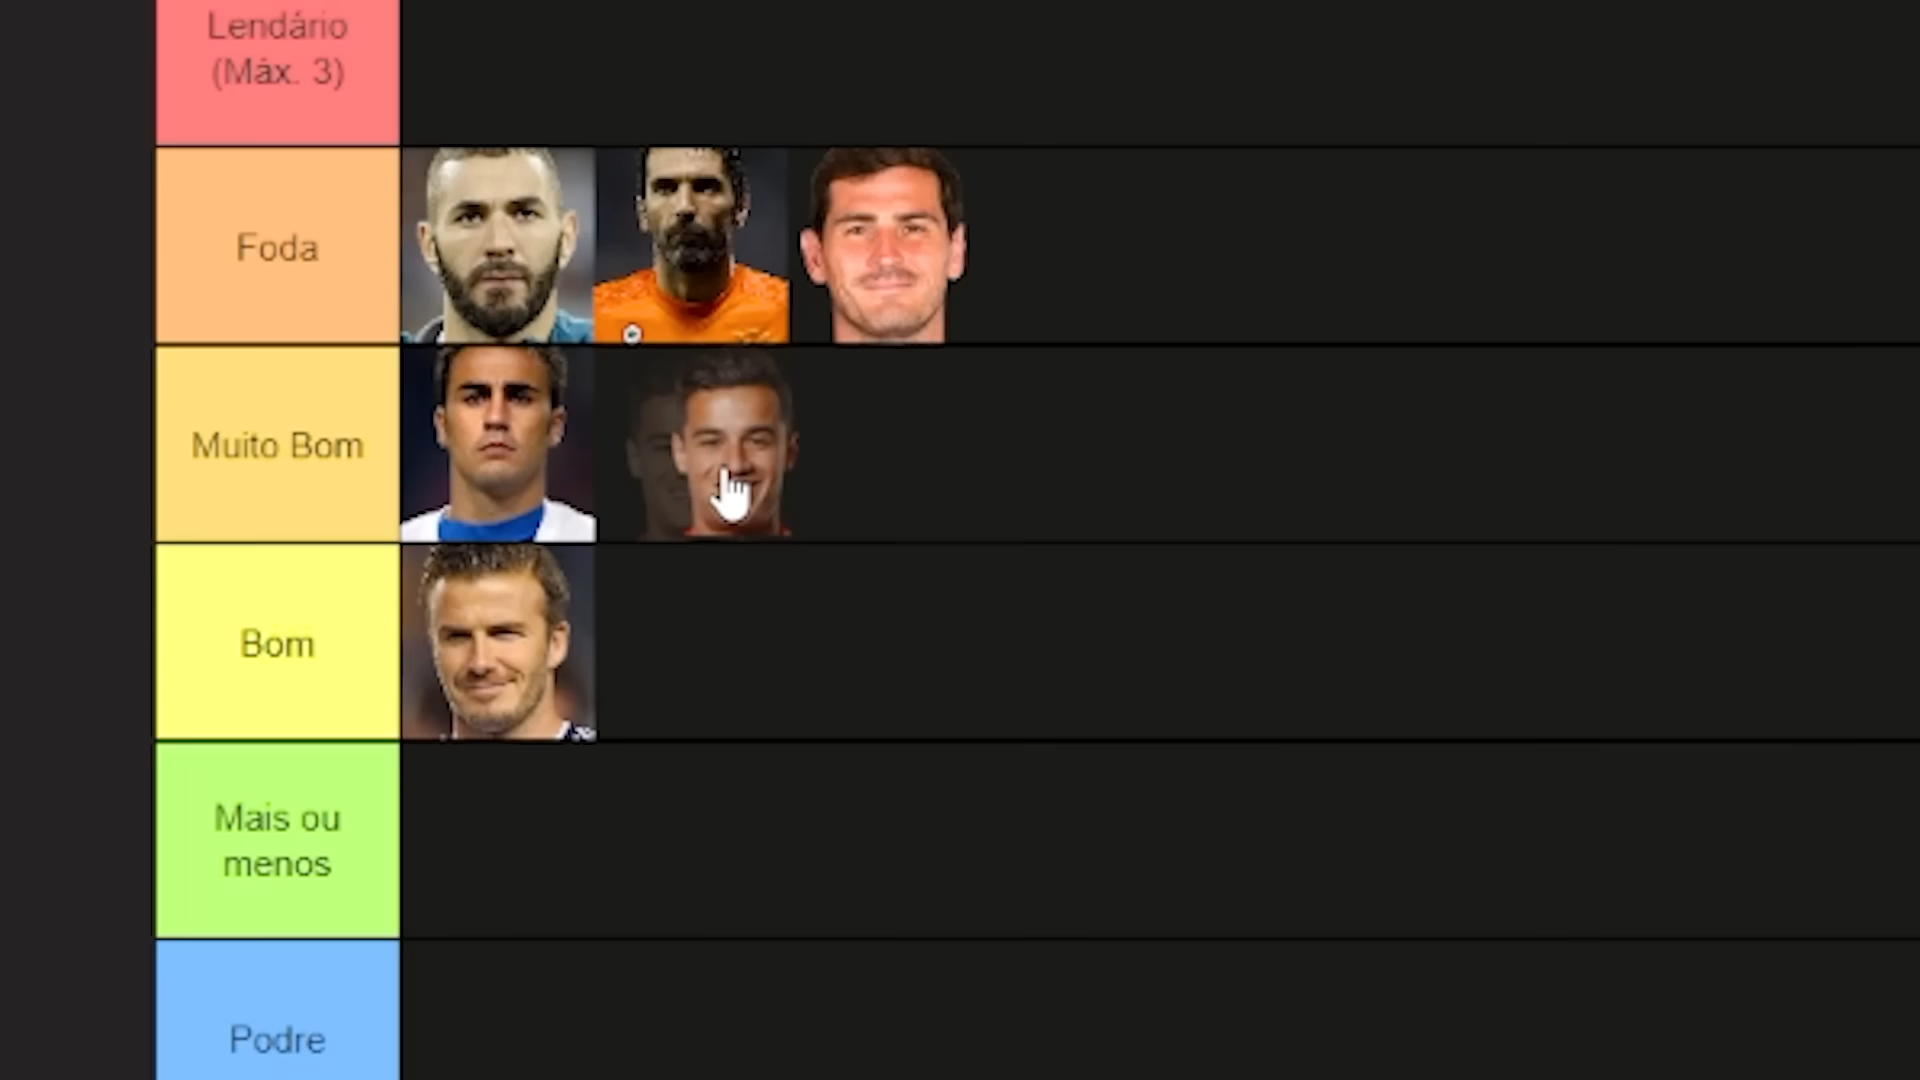 Lendário
(Máx. 3)
Foda
Muito Bom
Bom
Mais ou
menos
Podre